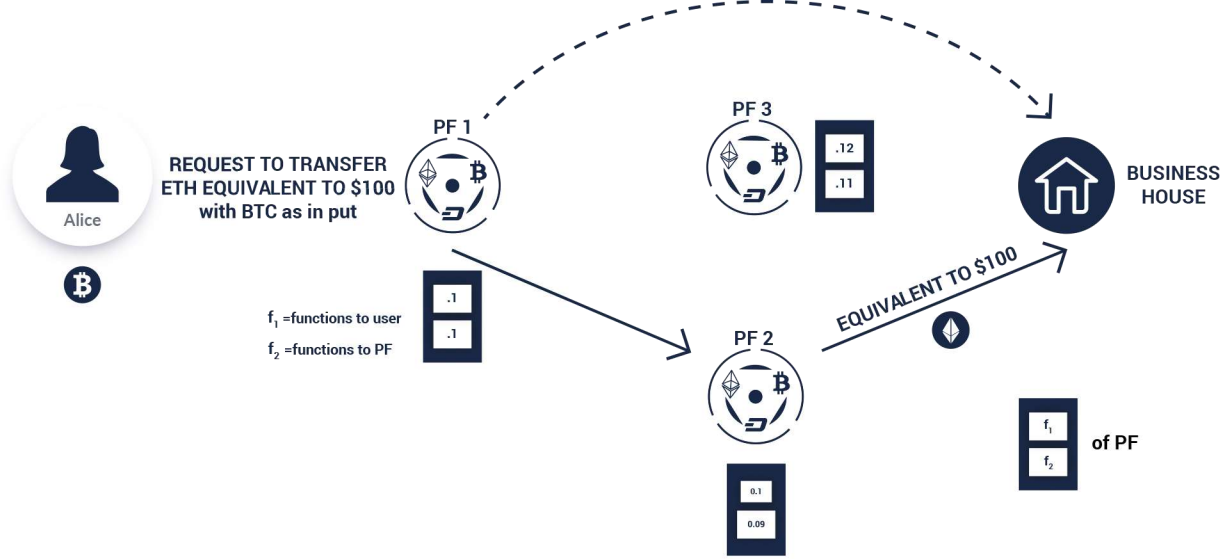 PF 1
PF 3
.12
.11
Alice
REQUEST TO TRANSFER
ETH EQUIVALENT TO $100
with BTC as in put
BUSINESS
HOUSE
f1 =functions to user
f2 =functions to PF
.1
.1
EQUIVALENT TO $100
PF 2
0.1
0.09
f1
f2
of PF